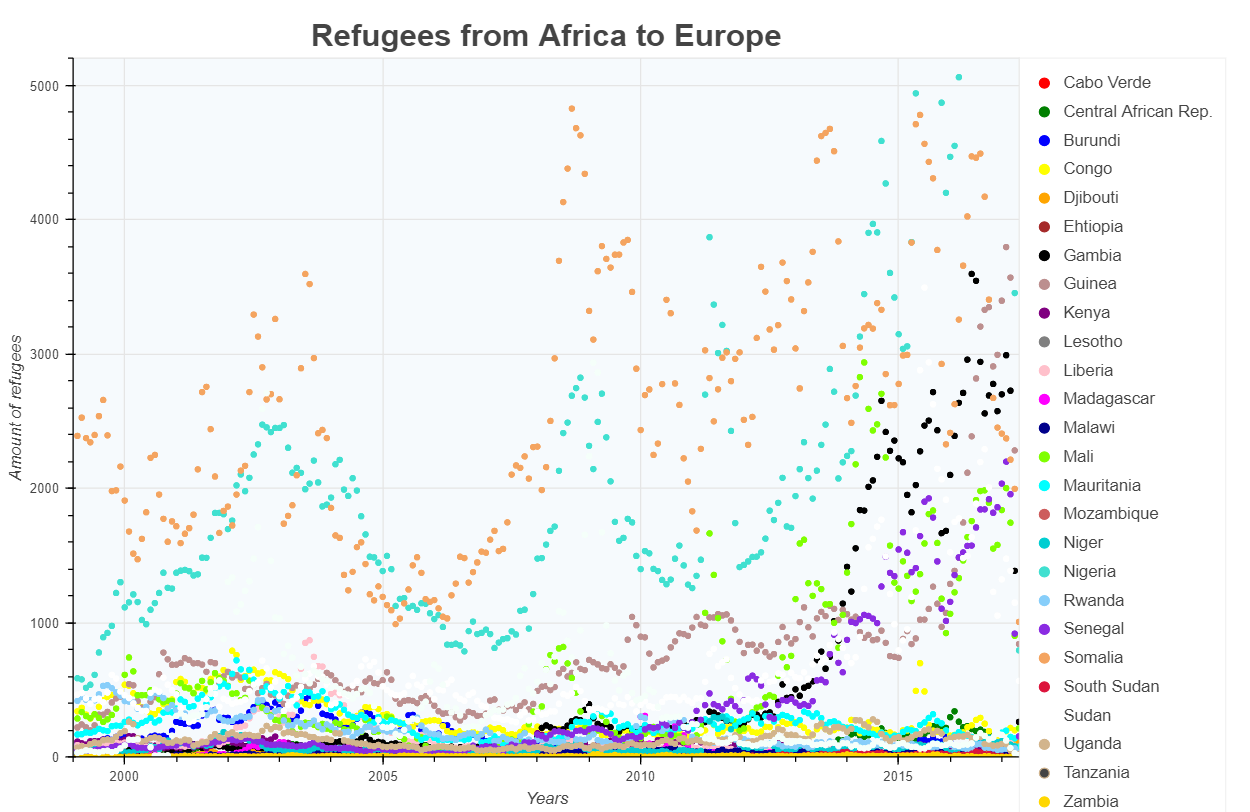 Refugees from Africa to Europe
Amount of refugees
5000
4000
3000
2000
1000
0
2000
2005
2010
2015
Years
Cabo Verde
Central African Rep.
Burundi
Congo
Djibouti
Ehtiopia
Gambia
Guinea
Kenya
Lesotho
Liberia
Madagascar
Malawi
Mali
Mauritania
Mozambique
Niger
Nigeria
Rwanda
Senegal
Somalia
South Sudan
Sudan
Uganda
Tanzania
Zambia